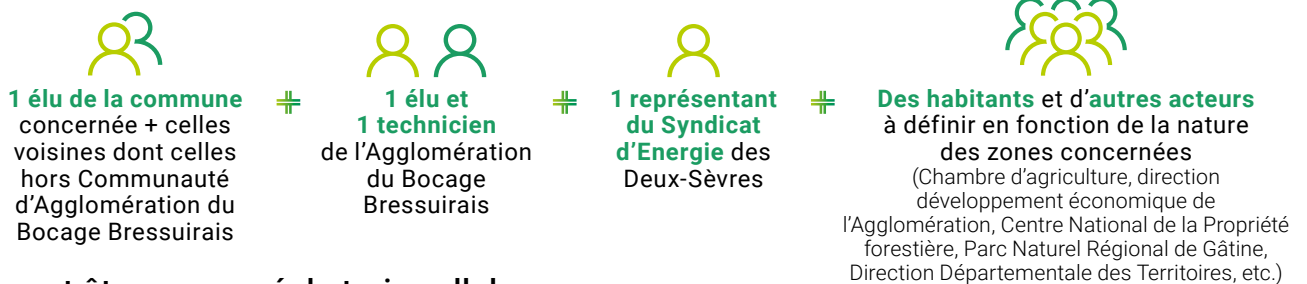 1 élu de la commune
concernée + celles
voisines dont celles
hors Communauté
d'Agglomération du
Bocage Bressuirais
1 élu et
1 technicien
de l'Agglomération
du Bocage
Bressuirais
1 représentant
du Syndicat
d'Energie des
Deux-Sèvres
Des habitants et d'autres acteurs
à définir en fonction de la nature
des zones concernées
(Chambre d'agriculture, direction
développement économique de
l'Agglomération, Centre National de la Propriété
forestière, Parc Naturel Régional de Gâtine,
Direction Départementale des Territoires, etc.)